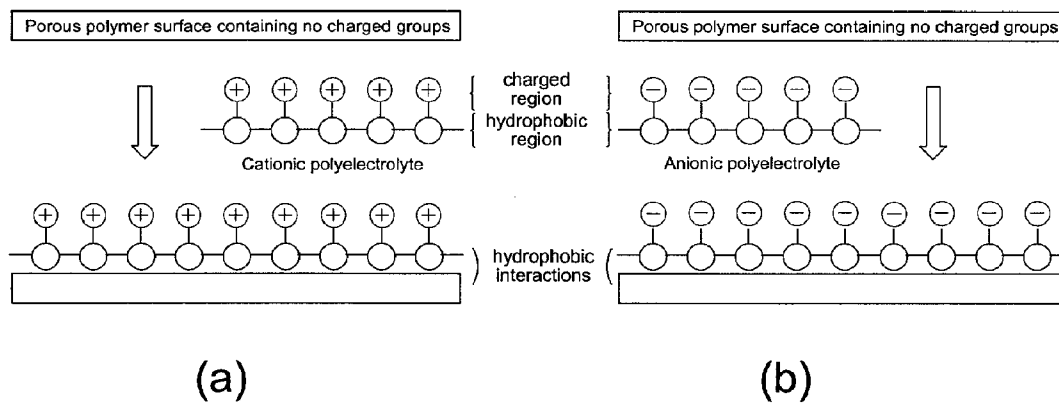 Porous polymer surface containing no charged groups
Porous polymer surface containing no charged groups
+ + + + +
charged
region
− − − − −
hydrophobic
region
Cationic polyelectrolyte
Anionic polyelectrolyte
+ + + + + + + + +
− − − − − − − − −
hydrophobic
interactions
(a)
(b)